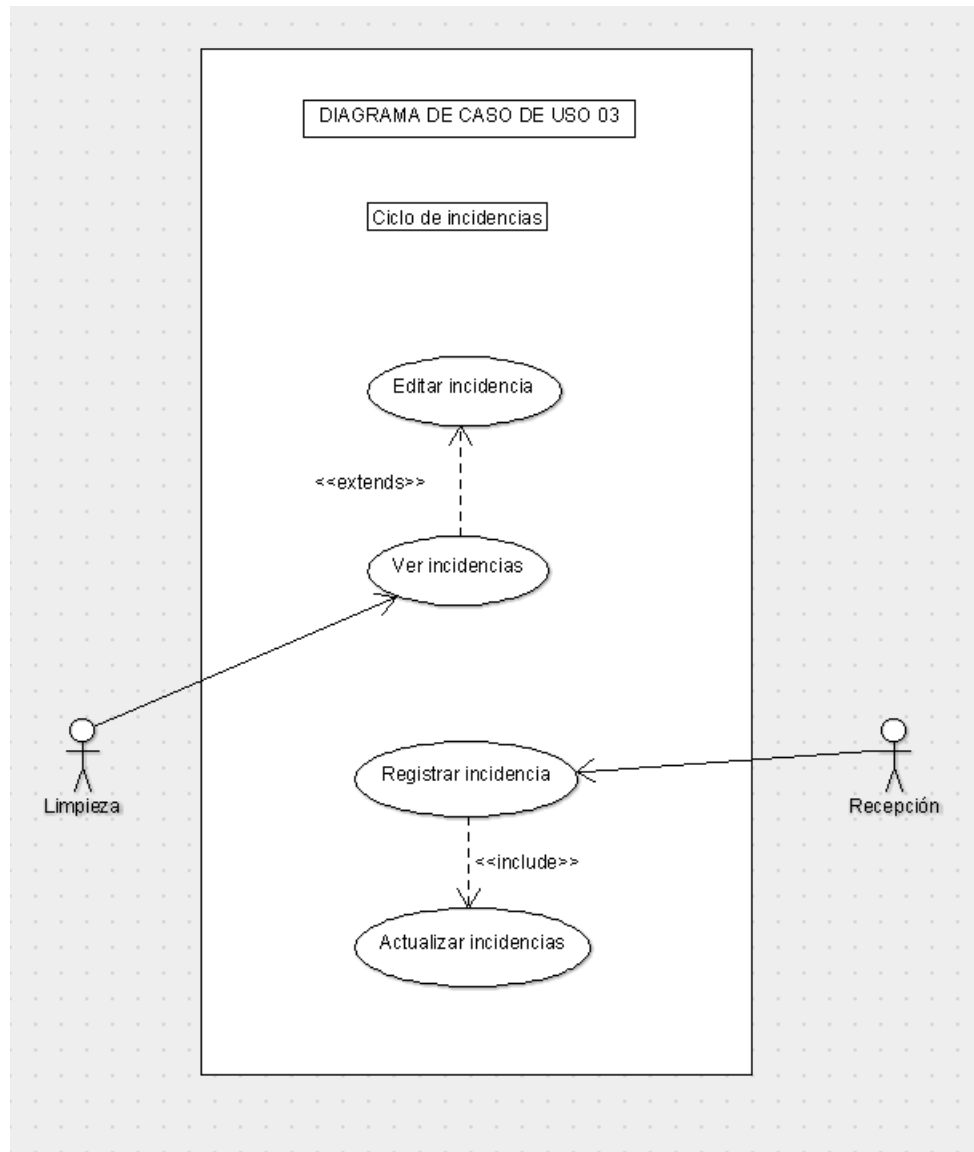 DIAGRAMA DE CASO DE USO 03
Ciclo de incidencias
Editar incidencia
<<extends>>
Ver incidencias
Limpieza
Registrar incidencia
Recepción
<<include>>
Actualizar incidencias